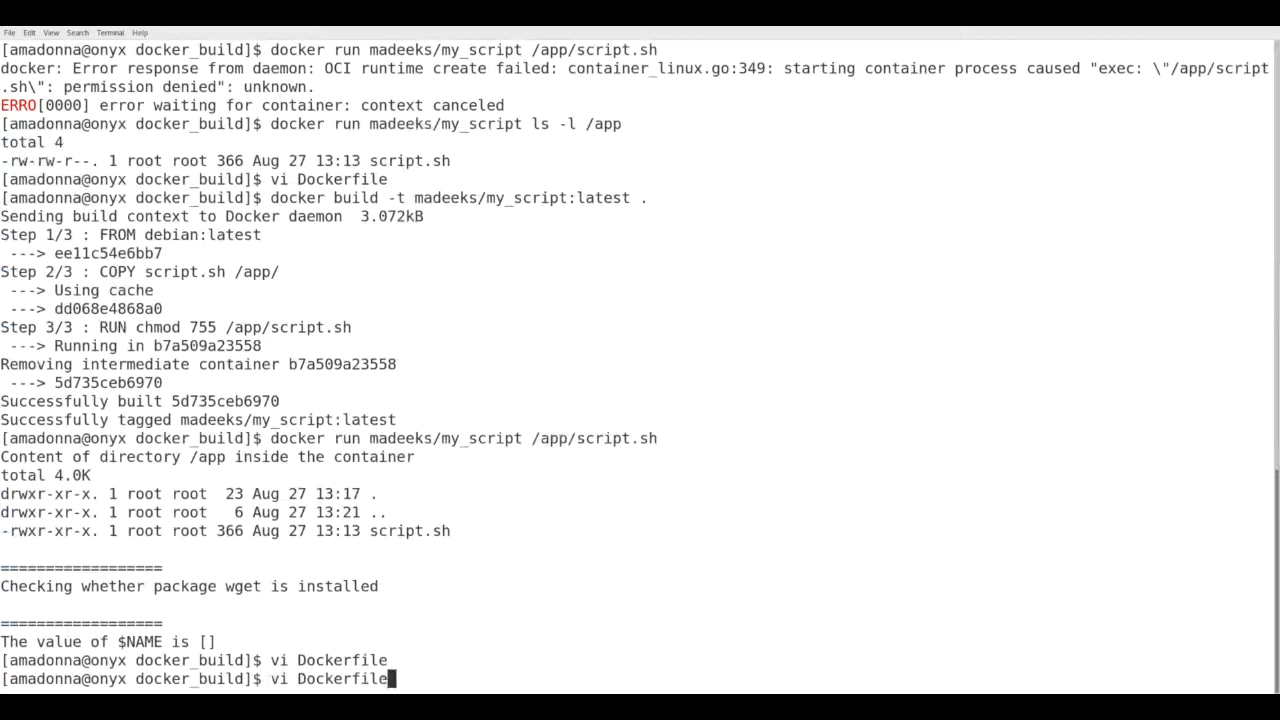 File Edit View Search Terminal Help
[amadonna@onyx docker_build]$ docker run madeeks/my_script /app/script.sh
docker: Error response from daemon: OCI runtime create failed: container_linux.go:349: starting container process caused "exec: \"/app/script
.sh\": permission denied": unknown.
ERRO[0000] error waiting for container: context canceled
[amadonna@onyx docker_build]$ docker run madeeks/my_script ls -l /app
total 4
-rw-rw-r--. 1 root root 366 Aug 27 13:13 script.sh
[amadonna@onyx docker_build]$ vi Dockerfile
[amadonna@onyx docker_build]$ docker build -t madeeks/my_script:latest .
Sending build context to Docker daemon  3.072kB
Step 1/3 : FROM debian:latest
 ---> ee11c54e6bb7
Step 2/3 : COPY script.sh /app/
 ---> Using cache
 ---> dd068e4868a0
Step 3/3 : RUN chmod 755 /app/script.sh
 ---> Running in b7a509a23558
Removing intermediate container b7a509a23558
 ---> 5d735ceb6970
Successfully built 5d735ceb6970
Successfully tagged madeeks/my_script:latest
[amadonna@onyx docker_build]$ docker run madeeks/my_script /app/script.sh
Content of directory /app inside the container
total 4.0K
drwxr-xr-x. 1 root root  23 Aug 27 13:17 .
drwxr-xr-x. 1 root root   6 Aug 27 13:21 ..
-rwxr-xr-x. 1 root root 366 Aug 27 13:13 script.sh
==================
Checking whether package wget is installed
==================
The value of $NAME is []
[amadonna@onyx docker_build]$ vi Dockerfile
[amadonna@onyx docker_build]$ vi Dockerfile